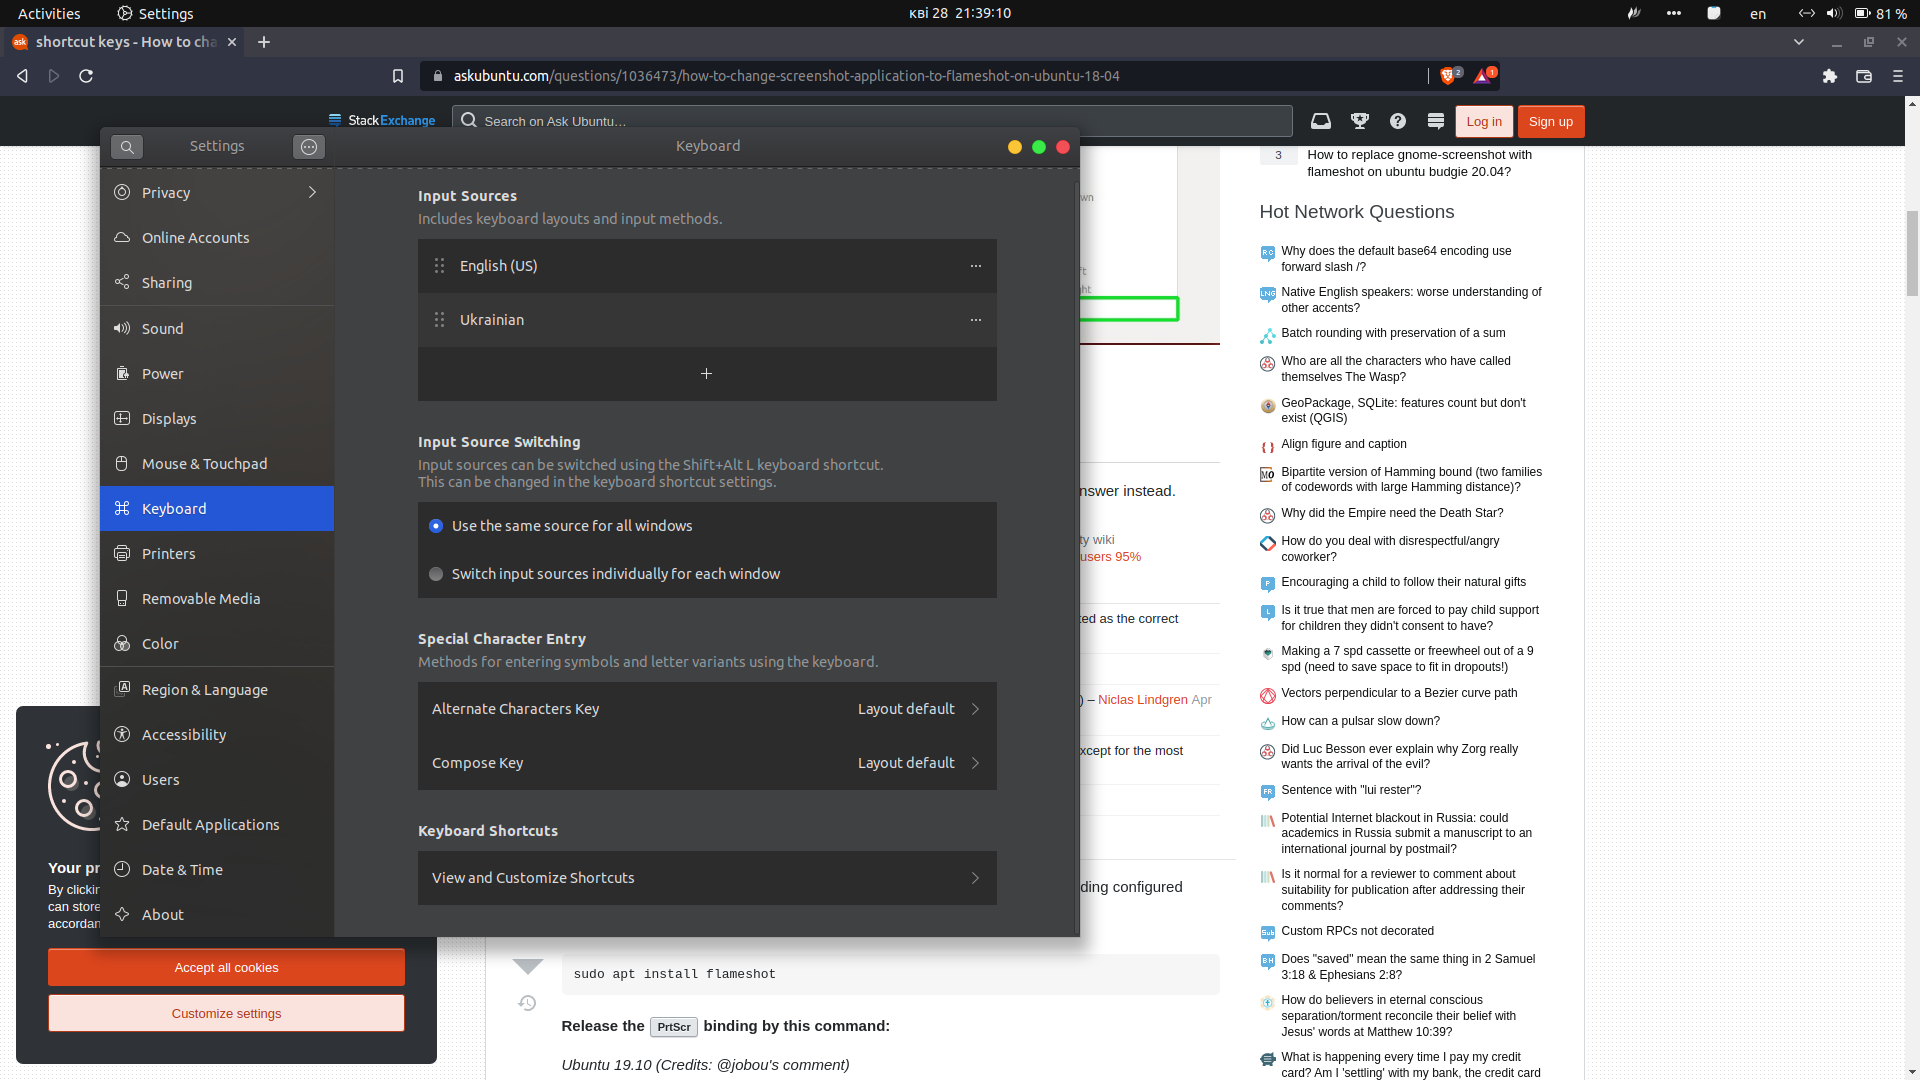 Activities
Settings
кві 28 21:39:10
en
81 %
shortcut keys - How to cha
askubuntu.com/questions/1036473/how-to-change-screenshot-application-to-flameshot-on-ubuntu-18-04
2
1
StackExchange
Search on Ask Ubuntu…
Log in
Sign up
Settings
Keyboard
Privacy
Online Accounts
Sharing
Sound
Power
Displays
Mouse & Touchpad
Keyboard
Printers
Removable Media
Color
Region & Language
Accessibility
Users
Default Applications
Date & Time
About
Input Sources
Includes keyboard layouts and input methods.
English (US)
Ukrainian
Input Source Switching
Input sources can be switched using the Shift+Alt L keyboard shortcut.
This can be changed in the keyboard shortcut settings.
Use the same source for all windows
Switch input sources individually for each window
Special Character Entry
Methods for entering symbols and letter variants using the keyboard.
Alternate Characters Key
Layout default
Compose Key
Layout default
Keyboard Shortcuts
View and Customize Shortcuts
wn
ft
ght
nswer instead.
ty wiki
users 95%
ted as the correct
) – Niclas Lindgren Apr
xcept for the most
ding configured
sudo apt install flameshot
Release the PrtScr binding by this command:
Ubuntu 19.10 (Credits: @jobou's comment)
Your pr
By clickin
can store
accordan
Accept all cookies
Customize settings
3
How to replace gnome-screenshot with
flameshot on ubuntu budgie 20.04?
Hot Network Questions
Why does the default base64 encoding use
forward slash /?
Native English speakers: worse understanding of
other accents?
Batch rounding with preservation of a sum
Who are all the characters who have called
themselves The Wasp?
GeoPackage, SQLite: features count but don't
exist (QGIS)
Align figure and caption
Bipartite version of Hamming bound (two families
of codewords with large Hamming distance)?
Why did the Empire need the Death Star?
How do you deal with disrespectful/angry
coworker?
Encouraging a child to follow their natural gifts
Is it true that men are forced to pay child support
for children they didn't consent to have?
Making a 7 spd cassette or freewheel out of a 9
spd (need to save space to fit in dropouts!)
Vectors perpendicular to a Bezier curve path
How can a pulsar slow down?
Did Luc Besson ever explain why Zorg really
wants the arrival of the evil?
Sentence with "lui rester"?
Potential Internet blackout in Russia: could
academics in Russia submit a manuscript to an
international journal by postmail?
Is it normal for a reviewer to comment about
suitability for publication after addressing their
comments?
Custom RPCs not decorated
Does "saved" mean the same thing in 2 Samuel
3:18 & Ephesians 2:8?
How do believers in eternal conscious
separation/torment reconcile their belief with
Jesus' words at Matthew 10:39?
What is happening every time I pay my credit
card? Am I 'settling' with my bank, the credit card